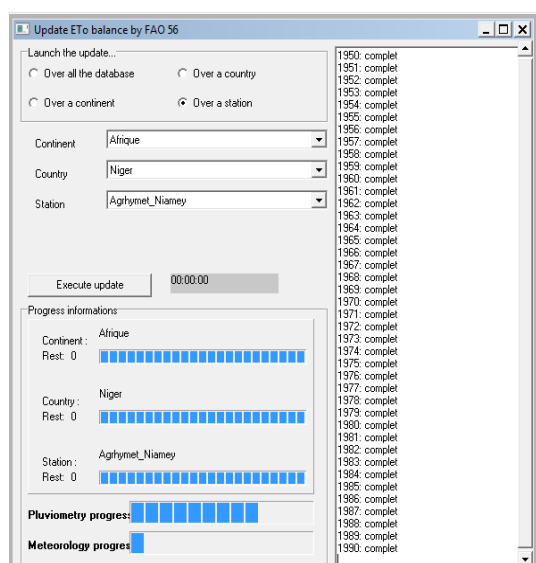 Update ETo balance by FAO 56
Launch the update...
Over all the database
Over a country
Over a continent
Over a station
Continent
Afrique
Country
Niger
Station
Agrhymet_Niamey
Execute update
00:00:00
Progress informations
Continent :
Afrique
Rest: 0
Country :
Niger
Rest: 0
Station :
Agrhymet_Niamey
Rest: 0
Pluviometry progres:
Meteorology progres
1950: complet
1951: complet
1952: complet
1953: complet
1954: complet
1955: complet
1956: complet
1957: complet
1958: complet
1959: complet
1960: complet
1961: complet
1962: complet
1963: complet
1964: complet
1965: complet
1966: complet
1967: complet
1968: complet
1969: complet
1970: complet
1971: complet
1972: complet
1973: complet
1974: complet
1975: complet
1976: complet
1977: complet
1978: complet
1979: complet
1980: complet
1981: complet
1982: complet
1983: complet
1984: complet
1985: complet
1986: complet
1987: complet
1988: complet
1989: complet
1990: complet